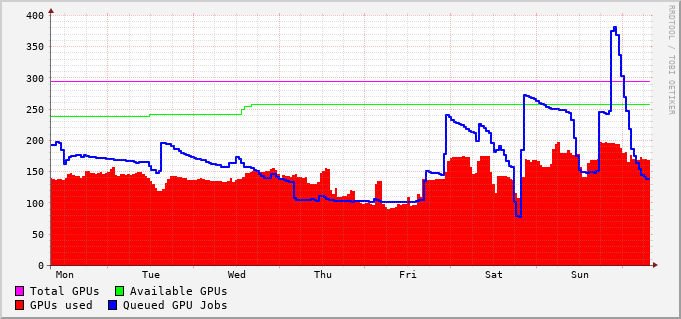 400
350
300
250
200
150
100
50
0
Mon Tue Wed Thu Fri Sat Sun
RRDTOOL / TOBI OETIKER
Total GPUs Available GPUs
GPUs used Queued GPU Jobs